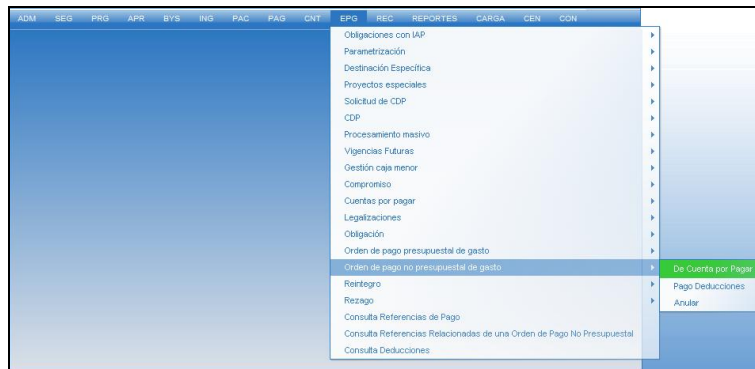 ADM SEG PRG APR BYS ING PAC PAG CNT EPG REC REPORTES CARGA CEN CON
Obligaciones con IAP
Parametrización
Destinación Específica
Proyectos especiales
Solicitud de CDP
CDP
Procesamiento masivo
Vigencias Futuras
Gestión caja menor
Compromiso
Cuentas por pagar
Legalizaciones
Obligación
Orden de pago presupuestal de gasto
Orden de pago no presupuestal de gasto
De Cuenta por Pagar
Reintegro
Pago Deducciones
Rezago
Anular
Consulta Referencias de Pago
Consulta Referencias Relacionadas de una Orden de Pago No Presupuestal
Consulta Deducciones